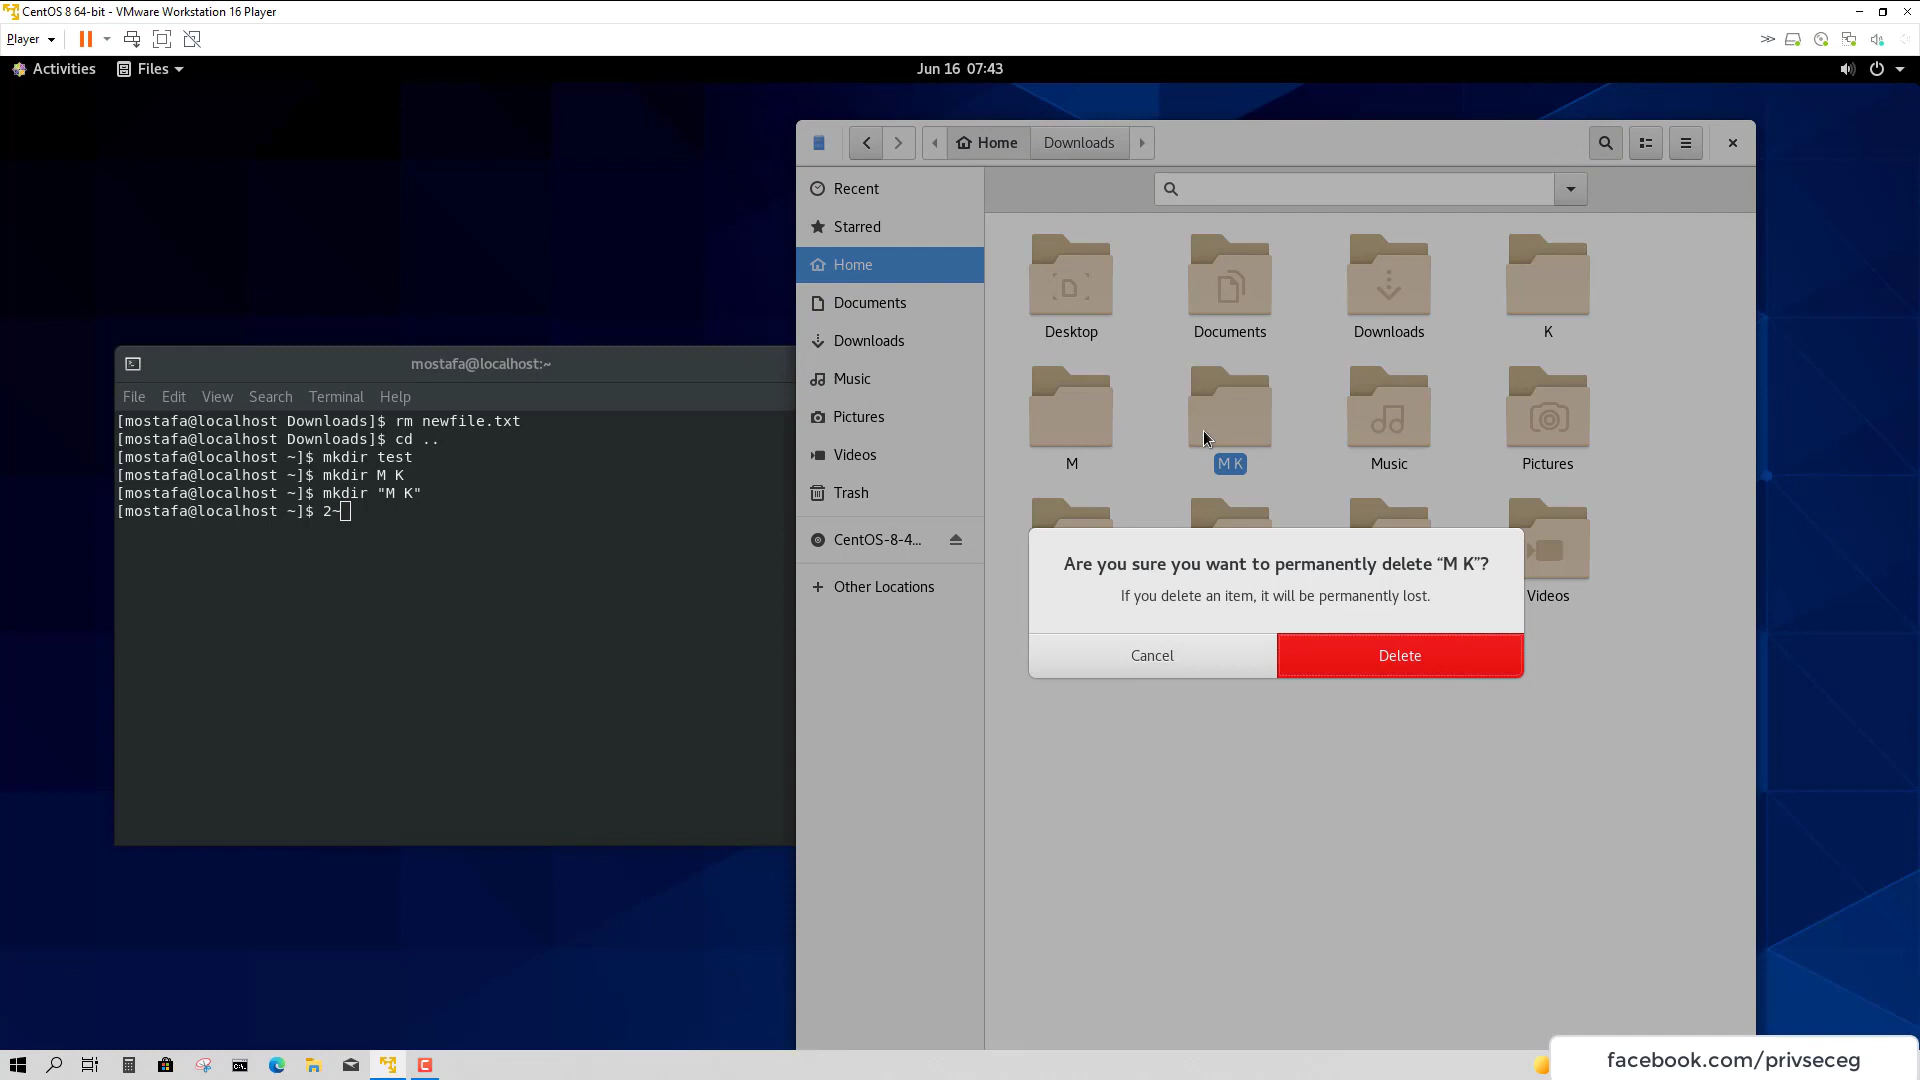 CentOS 8 64-bit - VMware Workstation 16 Player
Player
Activities
Files
Jun 16 07:43
Home
Downloads
Recent
Starred
Home
Documents
Downloads
Music
Pictures
Videos
Trash
CentOS-8-4...
Other Locations
Desktop
Documents
Downloads
K
M
M K
Music
Pictures
Videos
mostafa@localhost:~
File Edit View Search Terminal Help
[mostafa@localhost Downloads]$ rm newfile.txt
[mostafa@localhost Downloads]$ cd ..
[mostafa@localhost ~]$ mkdir test
[mostafa@localhost ~]$ mkdir M K
[mostafa@localhost ~]$ mkdir "M K"
[mostafa@localhost ~]$ 2~
Are you sure you want to permanently delete “M K”?
If you delete an item, it will be permanently lost.
Cancel
Delete
facebook.com/privseceg